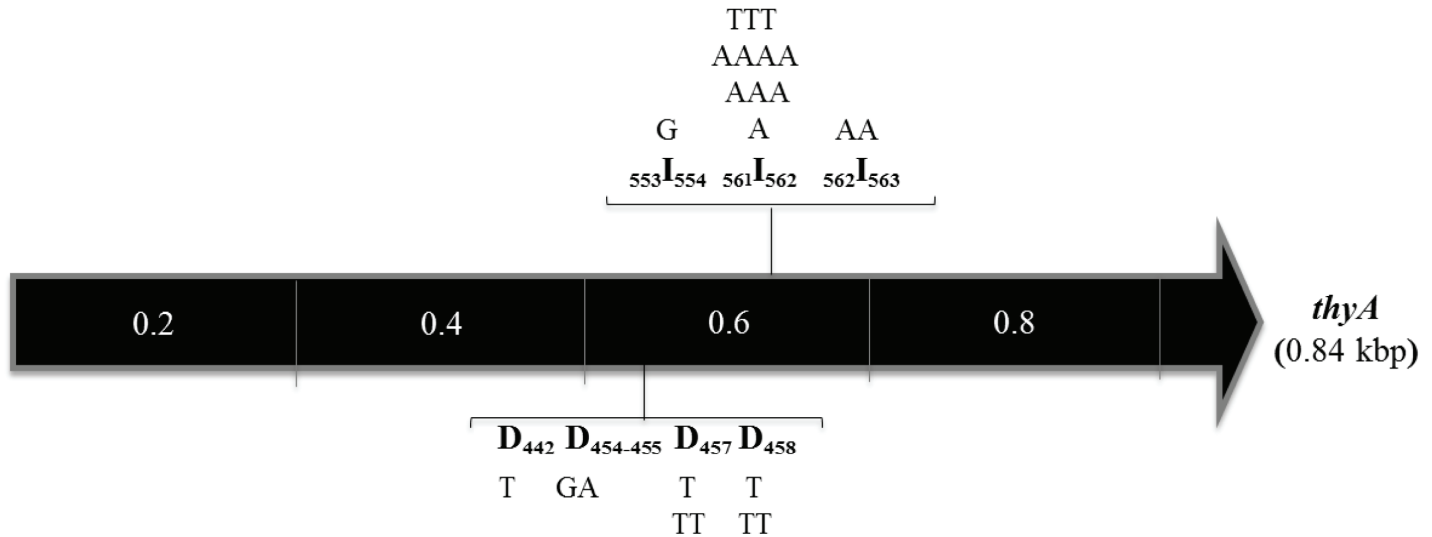 TTT
AAAA
AAA
G A AA
553I554 561I562 562I563
0.2 0.4 0.6 0.8
thyA
(0.84 kbp)
D442 D454-455 D457 D458
T GA T T
TT TT